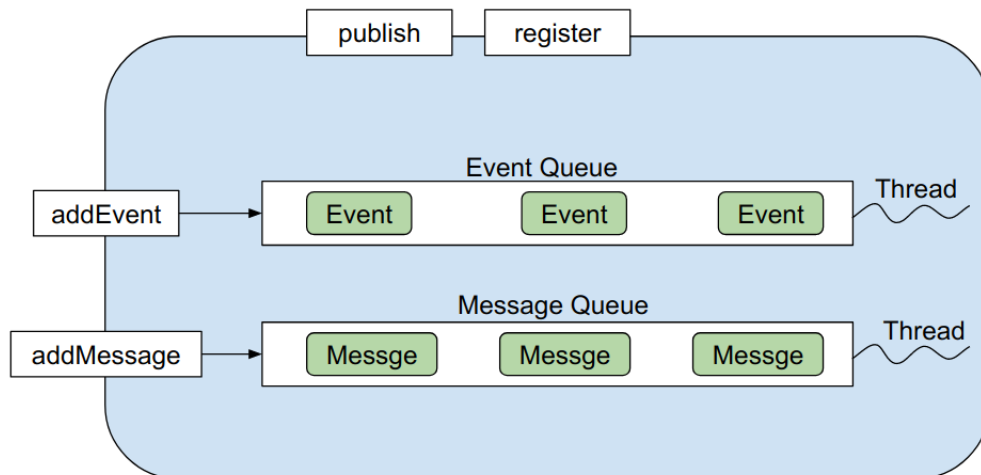 publish
register
Event Queue
addEvent
Event
Event
Event
Thread
Message Queue
addMessage
Messge
Messge
Messge
Thread